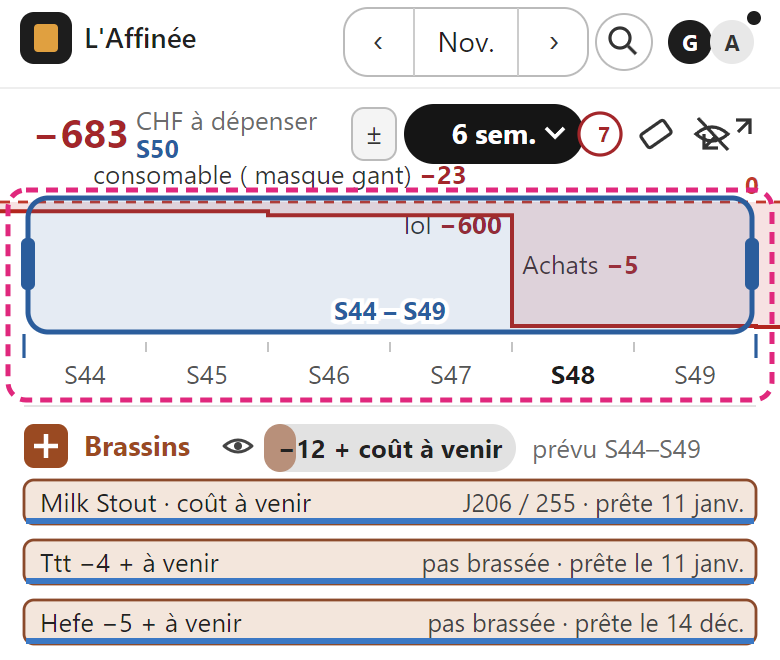 L'Affinée
‹ Nov. ›
G A
−683 CHF à dépenser
S50
± 6 sem. 7
consomable ( masque gant) −23
0
lol −600
Achats −5
S44 – S49
S44 S45 S46 S47 S48 S49
+ Brassins −12 + coût à venir prévu S44–S49
Milk Stout · coût à venir J206 / 255 · prête 11 janv.
Ttt −4 + à venir pas brassée · prête le 11 janv.
Hefe −5 + à venir pas brassée · prête le 14 déc.